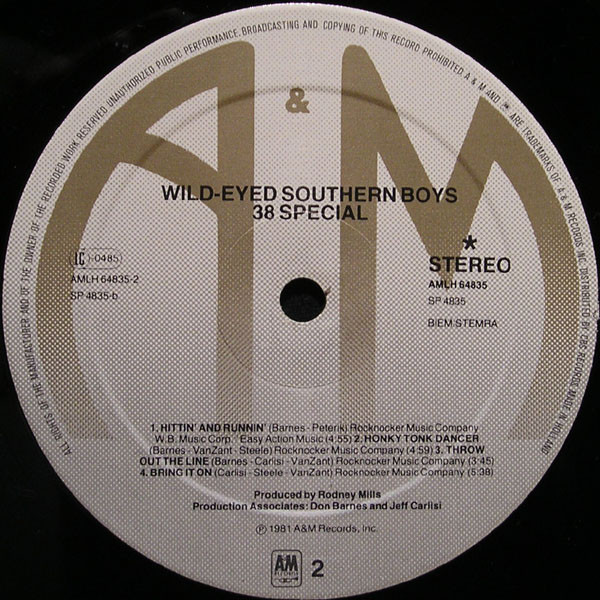 ALL RIGHTS OF THE MANUFACTURER AND OF THE OWNER OF THE RECORDED WORK RESERVED. UNAUTHORIZED PUBLIC PERFORMANCE, BROADCASTING AND COPYING OF THIS RECORD PROHIBITED. A & M AND AM ARE TRADEMARKS OF A & M RECORDS INC. DISTRIBUTED BY CBS RECORDS MADE IN HOLLAND
A & M
WILD-EYED SOUTHERN BOYS
38 SPECIAL
(LC)-0485)
AMLH 64835-2
SP 4835-b
*
STEREO
AMLH 64835
SP 4835
BIEM STEMRA
1. HITTIN' AND RUNNIN' (Barnes - Peterik) Rocknocker Music Company
W.B. Music Corp. / Easy Action Music (4:55) 2. HONKY TONK DANCER
(Barnes - VanZant - Steele) Rocknocker Music Company (4:59) 3. THROW
OUT THE LINE (Barnes - Carlisi - VanZant) Rocknocker Music Company (3:45)
4. BRING IT ON (Carlisi - Steele - VanZant) Rocknocker Music Company (5:38)
Produced by Rodney Mills
Production Associates: Don Barnes and Jeff Carlisi
℗ 1981 A&M Records, Inc.
A&M
RECORDS
2